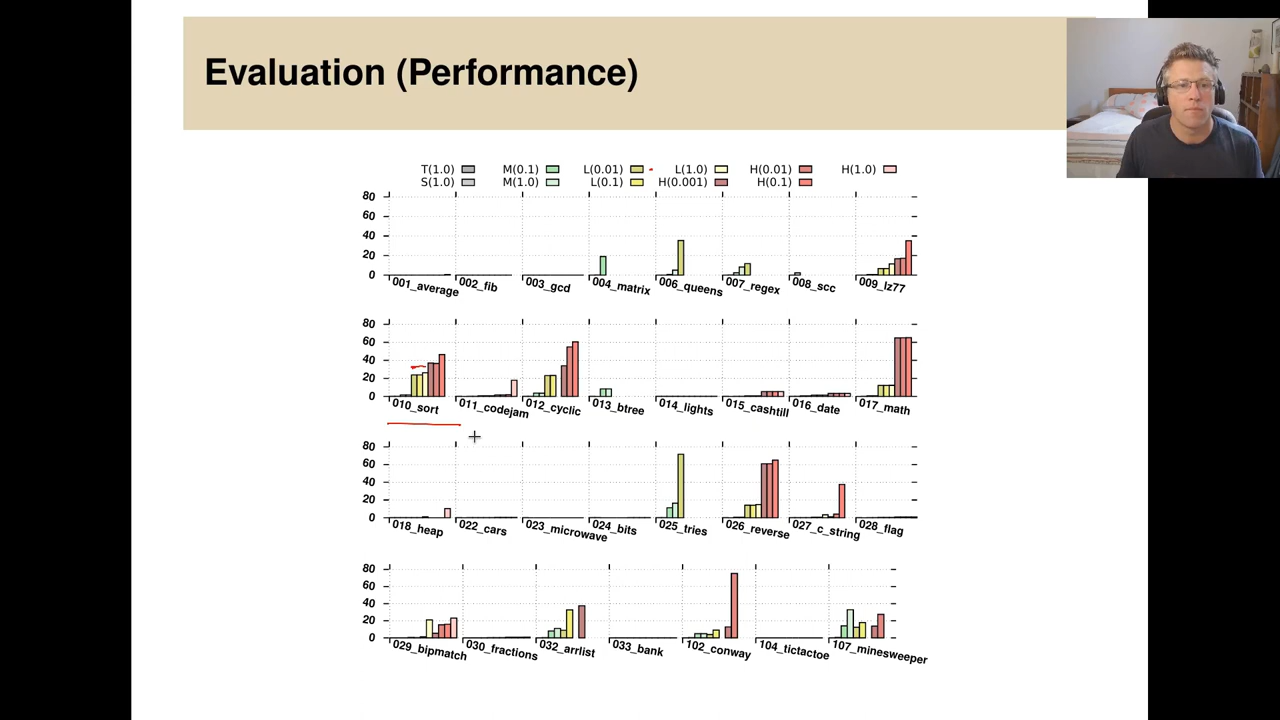 Evaluation (Performance)
T(1.0) M(0.1) L(0.01) L(1.0) H(0.01) H(1.0)
S(1.0) M(1.0) L(0.1) H(0.001) H(0.1)
80
60
40
20
0
001_average 002_fib 003_gcd 004_matrix 006_queens 007_regex 008_scc 009_lz77
80
60
40
20
0
010_sort 011_codejam 012_cyclic 013_btree 014_lights 015_cashtill 016_date 017_math
80
60
40
20
0
018_heap 022_cars 023_microwave 024_bits 025_tries 026_reverse 027_c_string 028_flag
80
60
40
20
0
029_bipmatch 030_fractions 032_arrlist 033_bank 102_conway 104_tictactoe 107_minesweeper